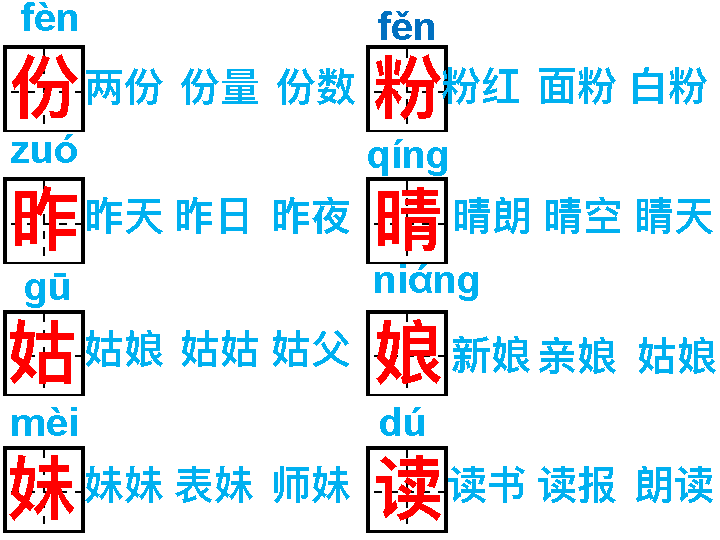 fèn fěn
份 两份 份量 份数 粉 粉红 面粉 白粉
zuó qíng
昨 昨天 昨日 昨夜 晴 晴朗 晴空 睛天
gū niáng
姑 姑娘 姑姑 姑父 娘 新娘 亲娘 姑娘
mèi dú
妹 妹妹 表妹 师妹 读 读书 读报 朗读